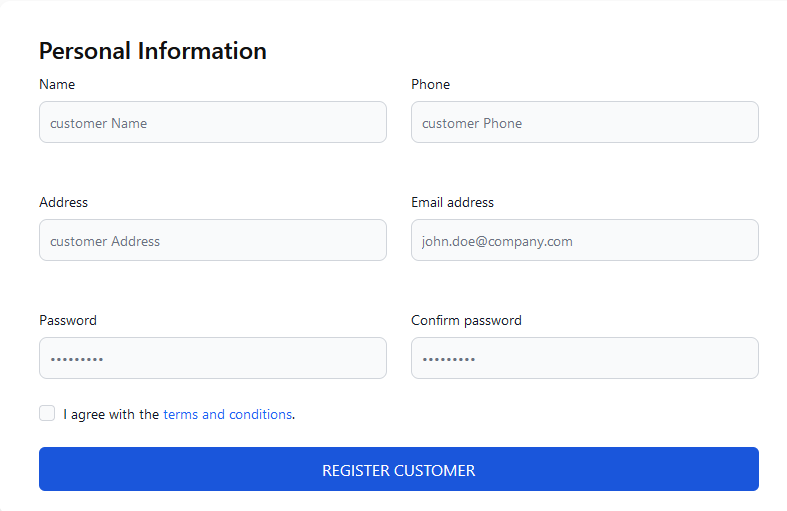 Personal Information
Name Phone
customer Name customer Phone
Address Email address
customer Address john.doe@company.com
Password Confirm password
••••••••• •••••••••
I agree with the terms and conditions.
REGISTER CUSTOMER